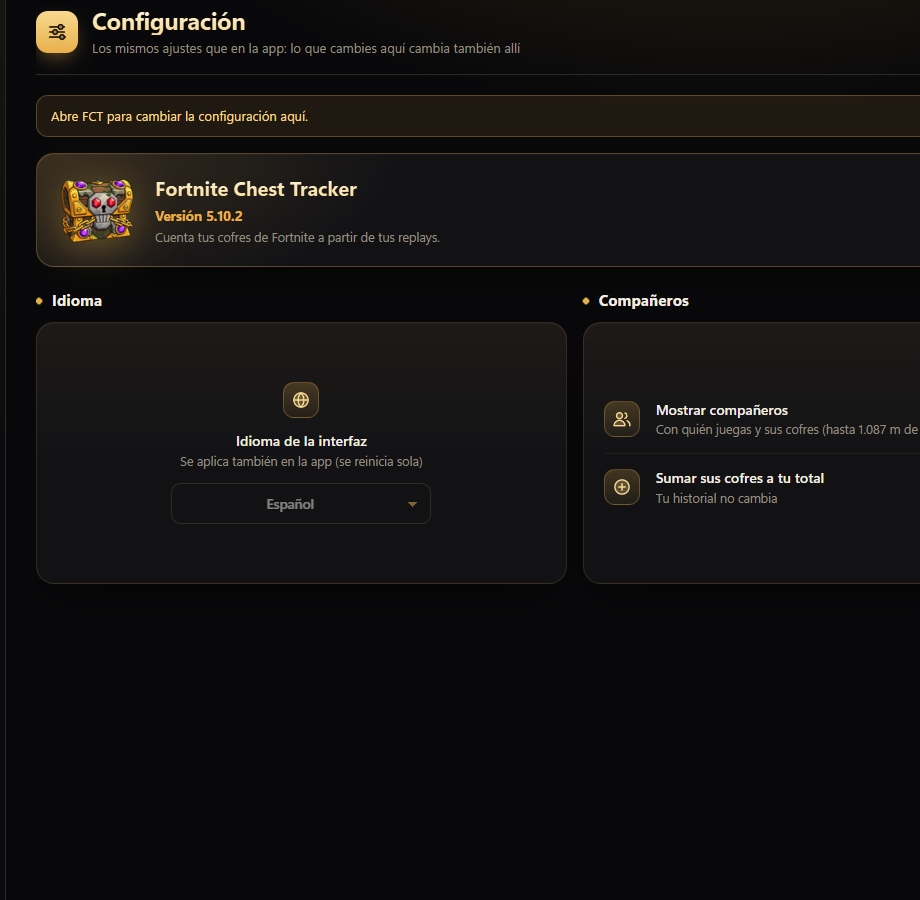 Configuración
Los mismos ajustes que en la app: lo que cambies aquí cambia también allí
Abre FCT para cambiar la configuración aquí.
Fortnite Chest Tracker
Versión 5.10.2
Cuenta tus cofres de Fortnite a partir de tus replays.
Idioma
Idioma de la interfaz
Se aplica también en la app (se reinicia sola)
Español
Compañeros
Mostrar compañeros
Con quién juegas y sus cofres (hasta 1.087 m de
Sumar sus cofres a tu total
Tu historial no cambia